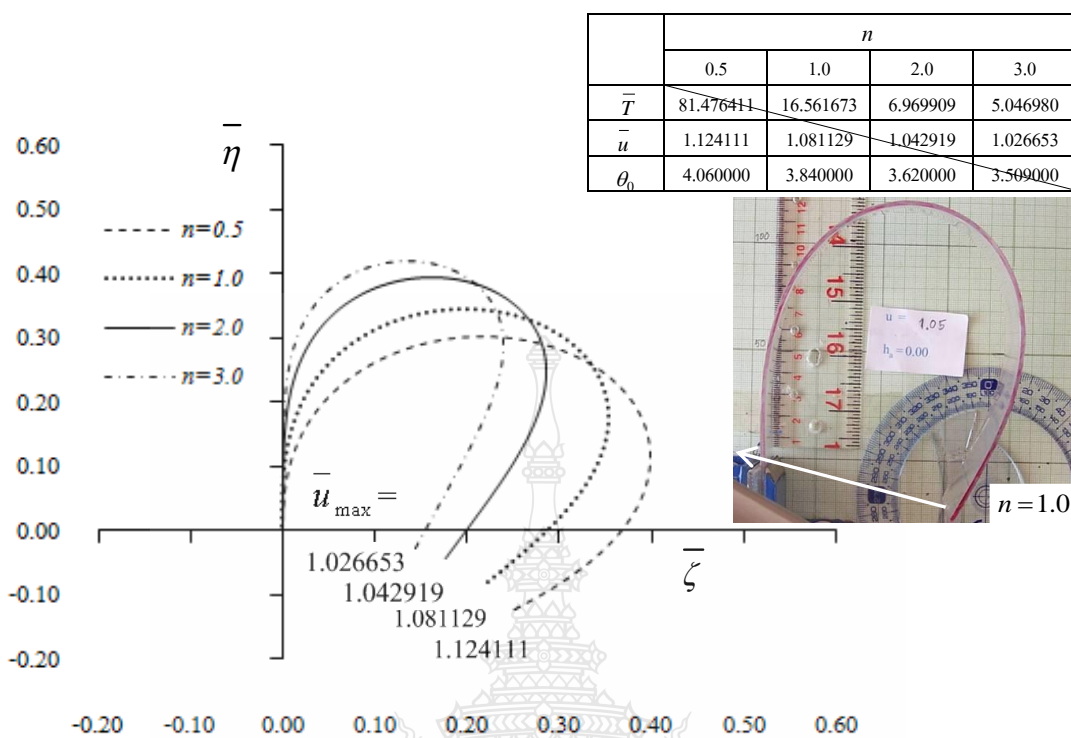 n
0.5 1.0 2.0 3.0
T̄ 81.476411 16.561673 6.969909 5.046980
ū 1.124111 1.081129 1.042919 1.026653
θ₀ 4.060000 3.840000 3.620000 3.509000
η̄
0.60
0.50
0.40
0.30
0.20
0.10
0.00
-0.10
-0.20
n=0.5
n=1.0
n=2.0
n=3.0
ū max =
1.026653
1.042919
1.081129
1.124111
ζ̄
-0.20 -0.10 0.00 0.10 0.20 0.30 0.40 0.50 0.60
100
50
14
15
16
17
u = 1.05
hₐ = 0.00
n = 1.0